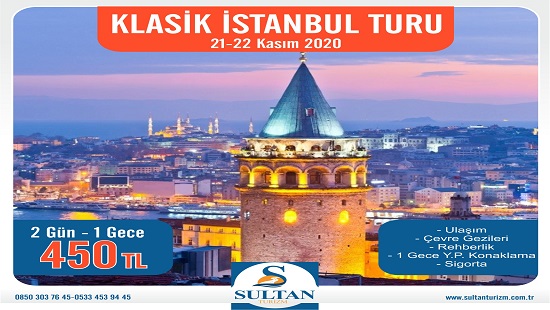 KLASİK İSTANBUL TURU
21-22 Kasım 2020
2 Gün - 1 Gece
450 TL
- Ulaşım
- Çevre Gezileri
- Rehberlik
- 1 Gece Y.P. Konaklama
- Sigorta
S
SULTAN
TURİZM
0850 303 76 45-0533 453 94 45
www.sultanturizm.com